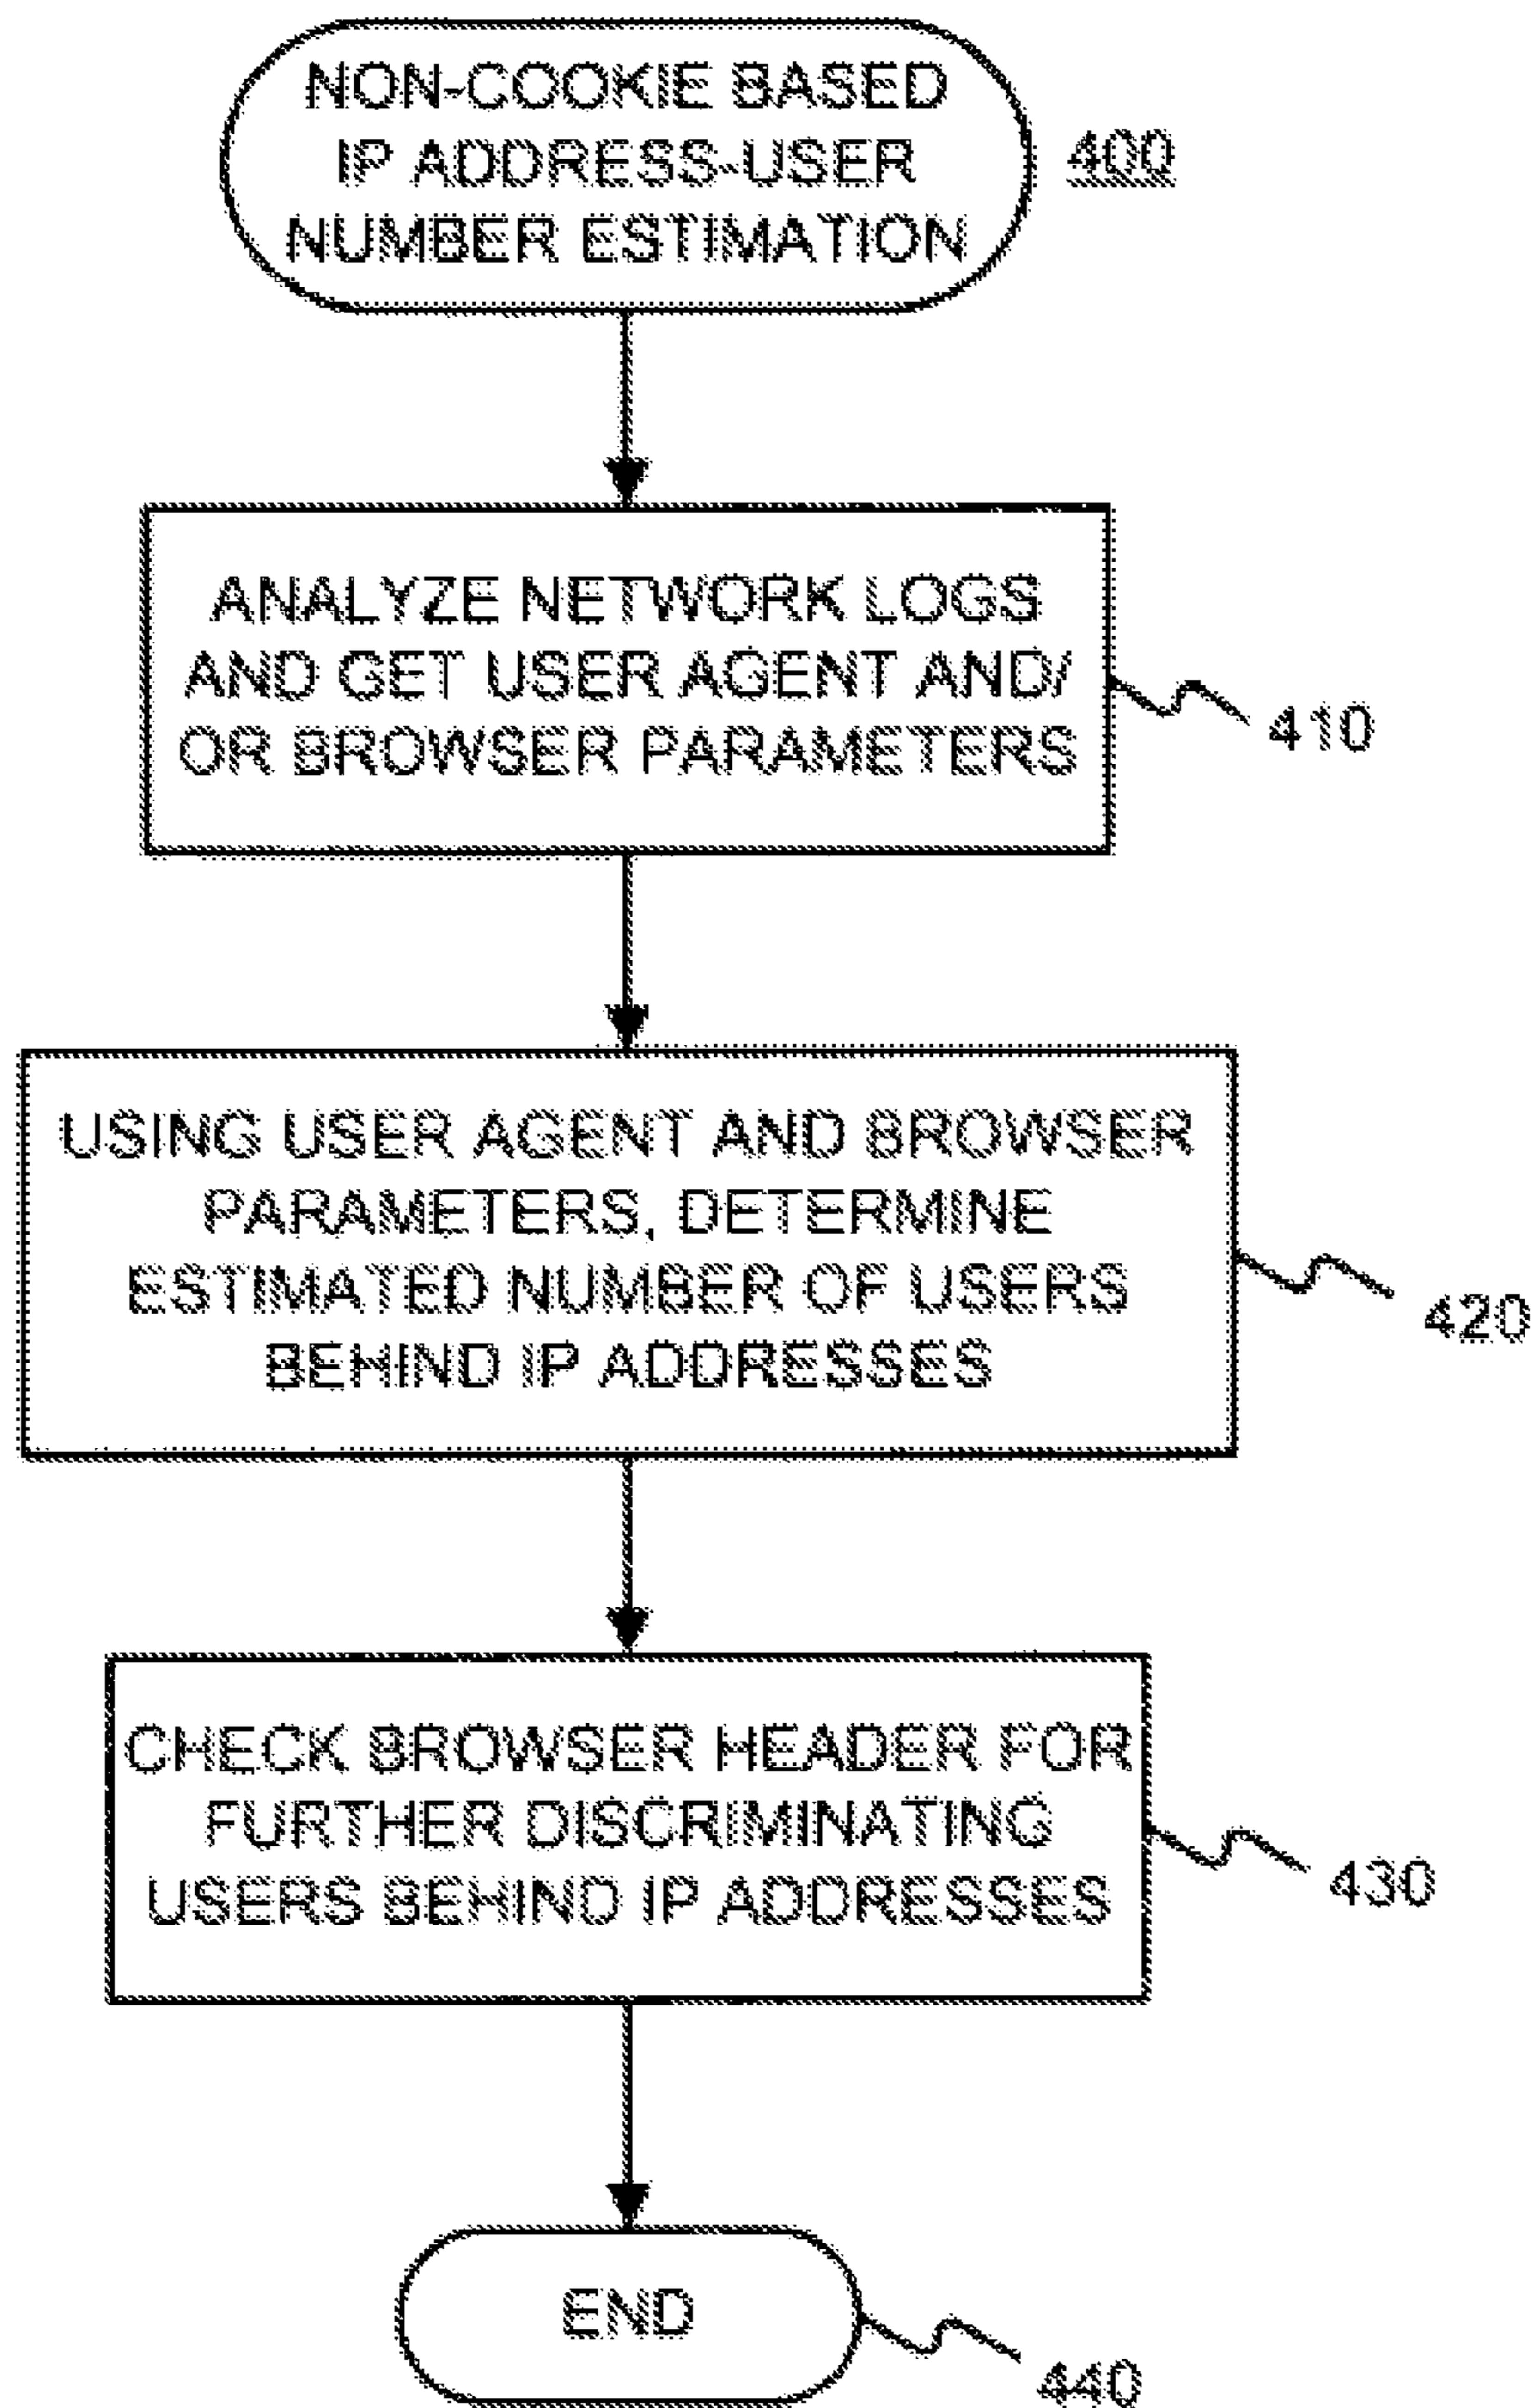 NON-COOKIE BASED
IP ADDRESS-USER
NUMBER ESTIMATION
400
ANALYZE NETWORK LOGS
AND GET USER AGENT AND/
OR BROWSER PARAMETERS
410
USING USER AGENT AND BROWSER
PARAMETERS, DETERMINE
ESTIMATED NUMBER OF USERS
BEHIND IP ADDRESSES
420
CHECK BROWSER HEADER FOR
FURTHER DISCRIMINATING
USERS BEHIND IP ADDRESSES
430
END
440